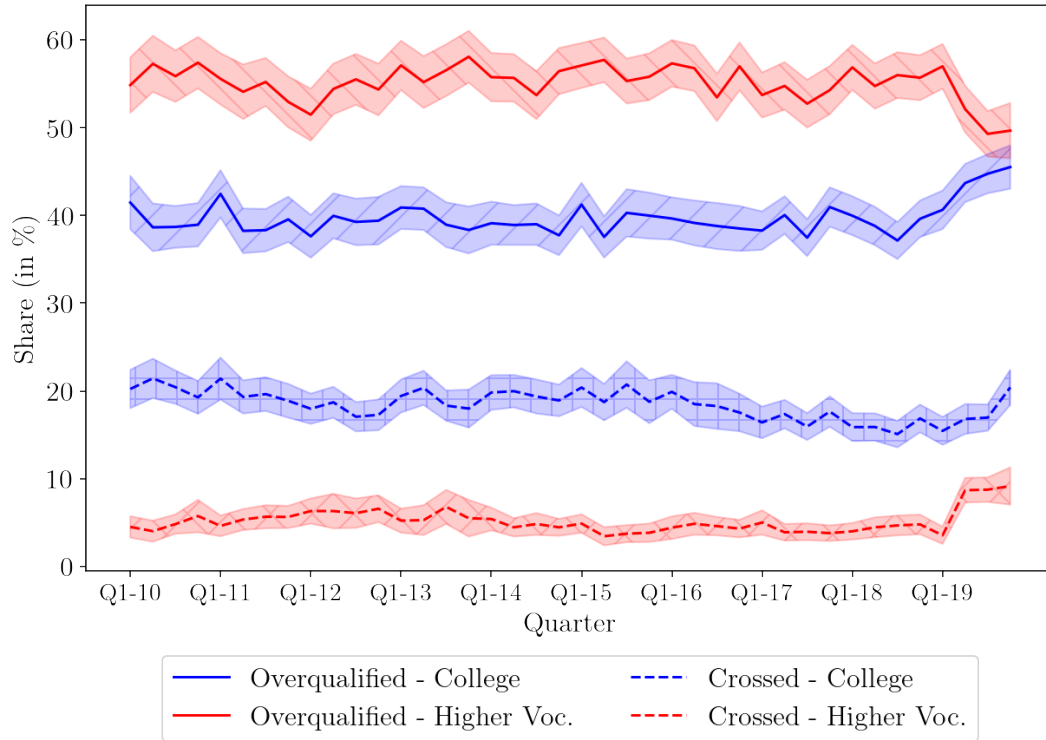 60
50
40
30
20
10
0
Share (in %)
Q1-10 Q1-11 Q1-12 Q1-13 Q1-14 Q1-15 Q1-16 Q1-17 Q1-18 Q1-19
Quarter
Overqualified - College
Overqualified - Higher Voc.
Crossed - College
Crossed - Higher Voc.